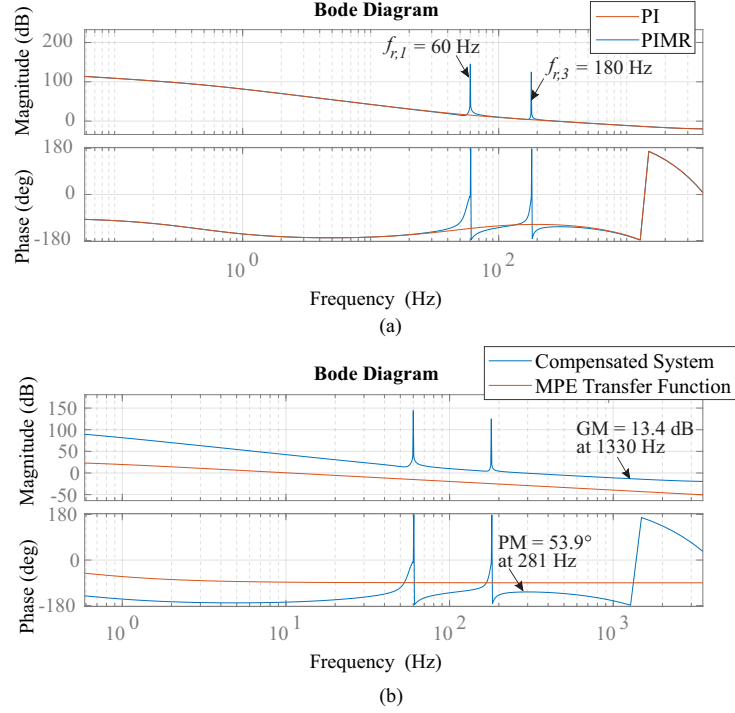 Bode Diagram
PI
PIMR
Magnitude (dB)
200
100
0
f_{r,1} = 60 Hz
f_{r,3} = 180 Hz
Phase (deg)
180
0
-180
10^0
10^2
Frequency (Hz)
(a)
Bode Diagram
Compensated System
MPE Transfer Function
Magnitude (dB)
150
100
50
0
-50
GM = 13.4 dB
at 1330 Hz
Phase (deg)
180
0
-180
PM = 53.9°
at 281 Hz
10^0
10^1
10^2
10^3
Frequency (Hz)
(b)